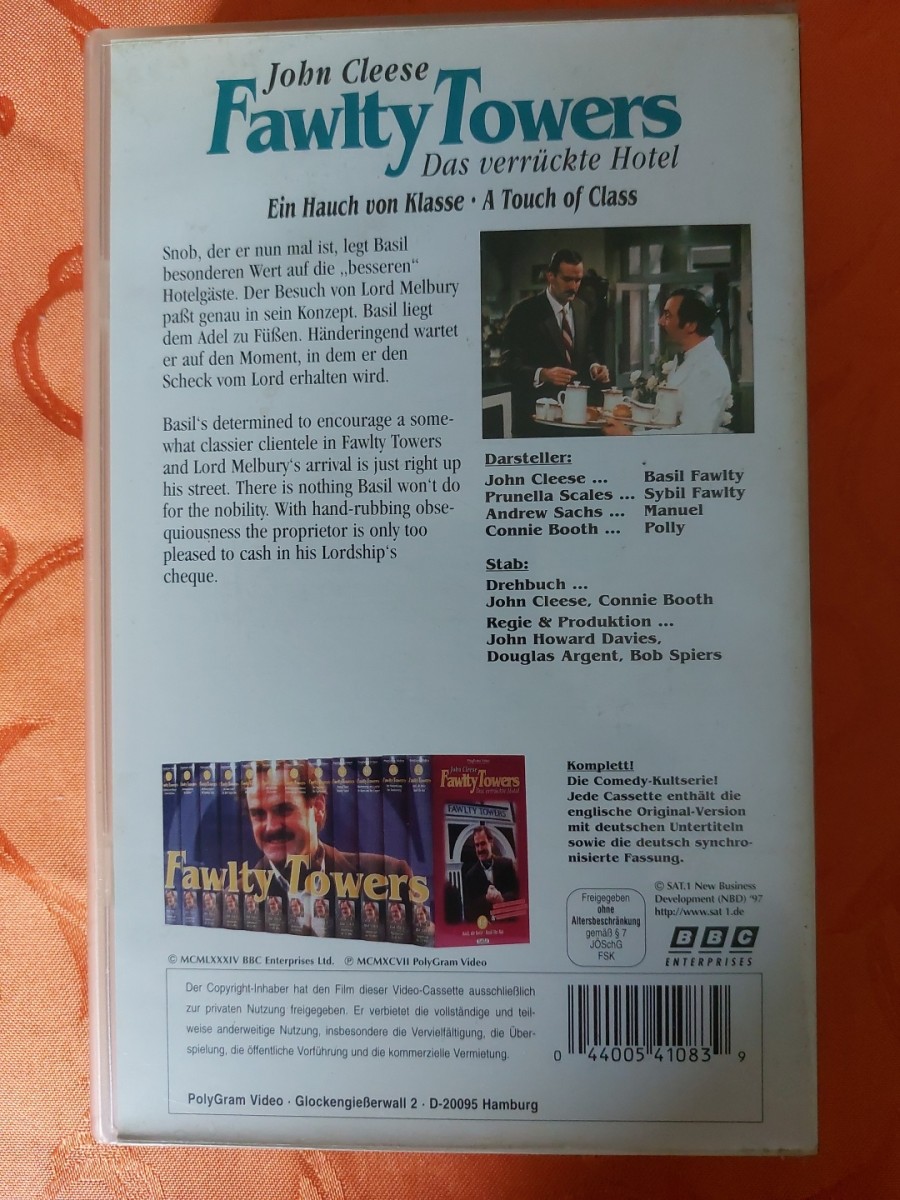 John Cleese
Fawlty Towers
Das verrückte Hotel
Ein Hauch von Klasse · A Touch of Class
Snob, der er nun mal ist, legt Basil
besonderen Wert auf die „besseren“
Hotelgäste. Der Besuch von Lord Melbury
paßt genau in sein Konzept. Basil liegt
dem Adel zu Füßen. Händeringend wartet
er auf den Moment, in dem er den
Scheck vom Lord erhalten wird.
Basil‘s determined to encourage a some-
what classier clientele in Fawlty Towers
and Lord Melbury‘s arrival is just right up
his street. There is nothing Basil won‘t do
for the nobility. With hand-rubbing obse-
quiousness the proprietor is only too
pleased to cash in his Lordship‘s
cheque.
Darsteller:
John Cleese ... Basil Fawlty
Prunella Scales ... Sybil Fawlty
Andrew Sachs ... Manuel
Connie Booth ... Polly
Stab:
Drehbuch ...
John Cleese, Connie Booth
Regie & Produktion ...
John Howard Davies,
Douglas Argent, Bob Spiers
John Cleese
Fawlty Towers
Das verrückte Hotel
FAWLTY TOWERS
Fawlty Towers
Komplett!
Die Comedy-Kultserie!
Jede Cassette enthält die
englische Original-Version
mit deutschen Untertiteln
sowie die deutsch synchro-
nisierte Fassung.
Freigegeben
ohne
Altersbeschränkung
gemäß § 7
JÖSchG
FSK
© SAT.1 New Business
Development (NBD) '97
http://www.sat 1.de
BBC
ENTERPRISES
© MCMLXXXIV BBC Enterprises Ltd. ℗ MCMXCVII PolyGram Video
Der Copyright-Inhaber hat den Film dieser Video-Cassette ausschließlich
zur privaten Nutzung freigegeben. Er verbietet die vollständige und teil-
weise anderweitige Nutzung, insbesondere die Vervielfältigung, die Über-
spielung, die öffentliche Vorführung und die kommerzielle Vermietung.
0 44005 41083 9
PolyGram Video · Glockengießerwall 2 · D-20095 Hamburg